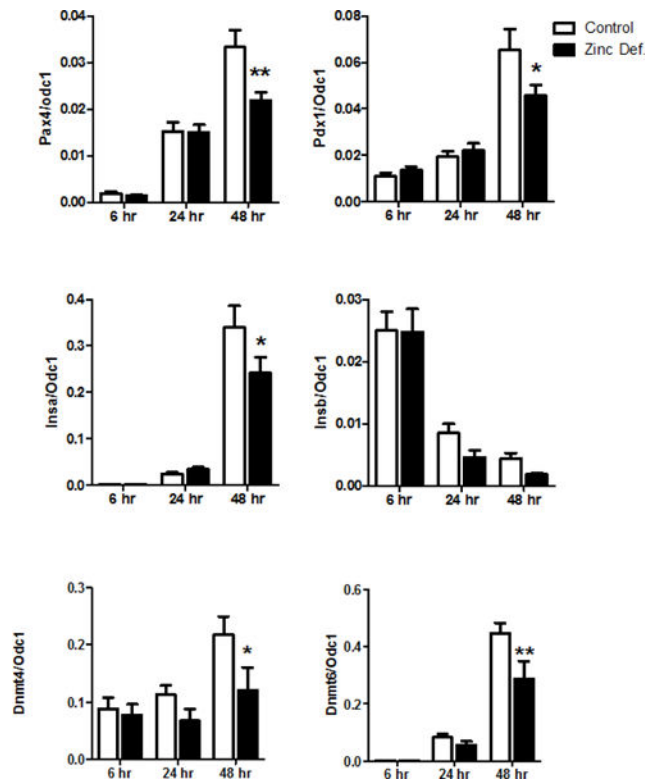 Control
Zinc Def.
Pax4/odc1
0.04
0.03
0.02
0.01
0.00
**
6 hr 24 hr 48 hr
Pdx1/Odc1
0.08
0.06
0.04
0.02
0.00
*
6 hr 24 hr 48 hr
Insa/Odc1
0.4
0.3
0.2
0.1
0.0
*
6 hr 24 hr 48 hr
Insb/Odc1
0.03
0.02
0.01
0.00
6 hr 24 hr 48 hr
Dnmt4/Odc1
0.3
0.2
0.1
0.0
*
6 hr 24 hr 48 hr
Dnmt6/Odc1
0.6
0.4
0.2
0.0
**
6 hr 24 hr 48 hr